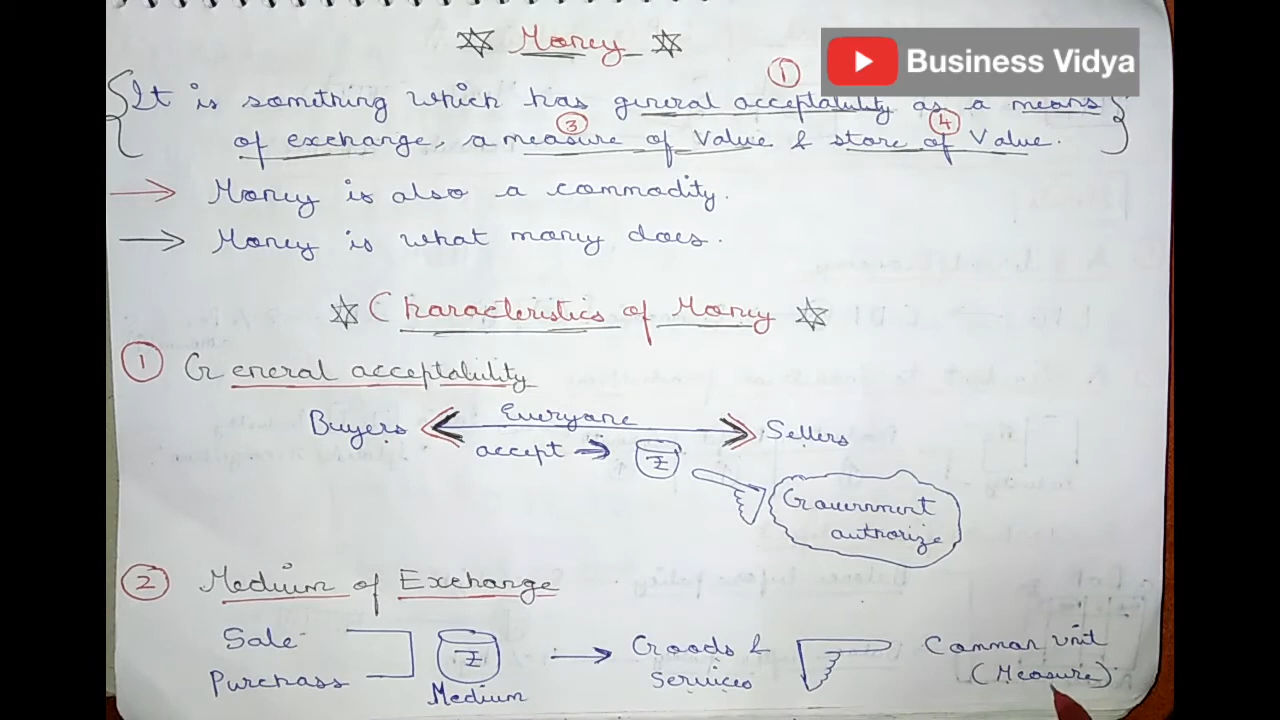 Money
Business Vidya
1
It is something which has general acceptability as a means
3 4
of exchange, a measure of Value & store of Value.
Money is also a commodity.
Money is what money does.
Characteristics of Money
1 General acceptability
Buyers Everyone Sellers
accept
Government
authorize
2 Medium of Exchange
Sale Goods & Common unit
Purchass Services (Measure)
Medium